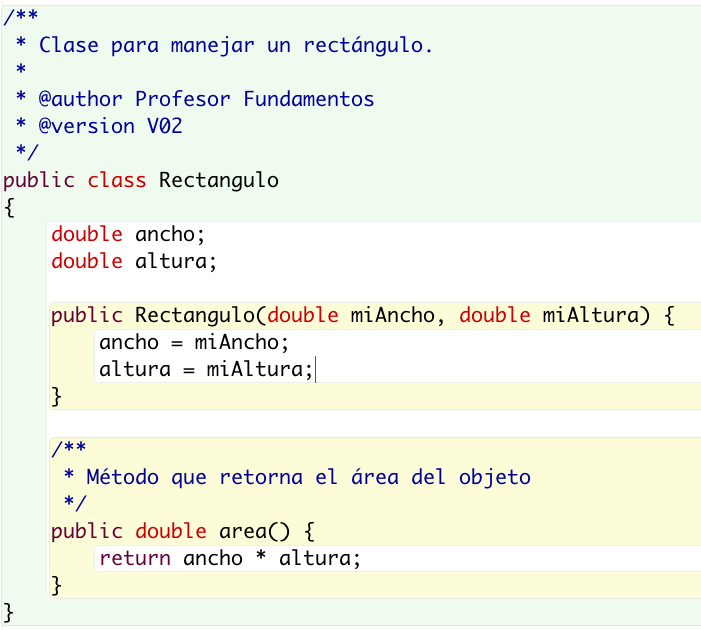 /**
 * Clase para manejar un rectángulo.
 *
 * @author Profesor Fundamentos
 * @version V02
 */
public class Rectangulo
{
    double ancho;
    double altura;

    public Rectangulo(double miAncho, double miAltura) {
        ancho = miAncho;
        altura = miAltura;
    }

    /**
     * Método que retorna el área del objeto
     */
    public double area() {
        return ancho * altura;
    }
}